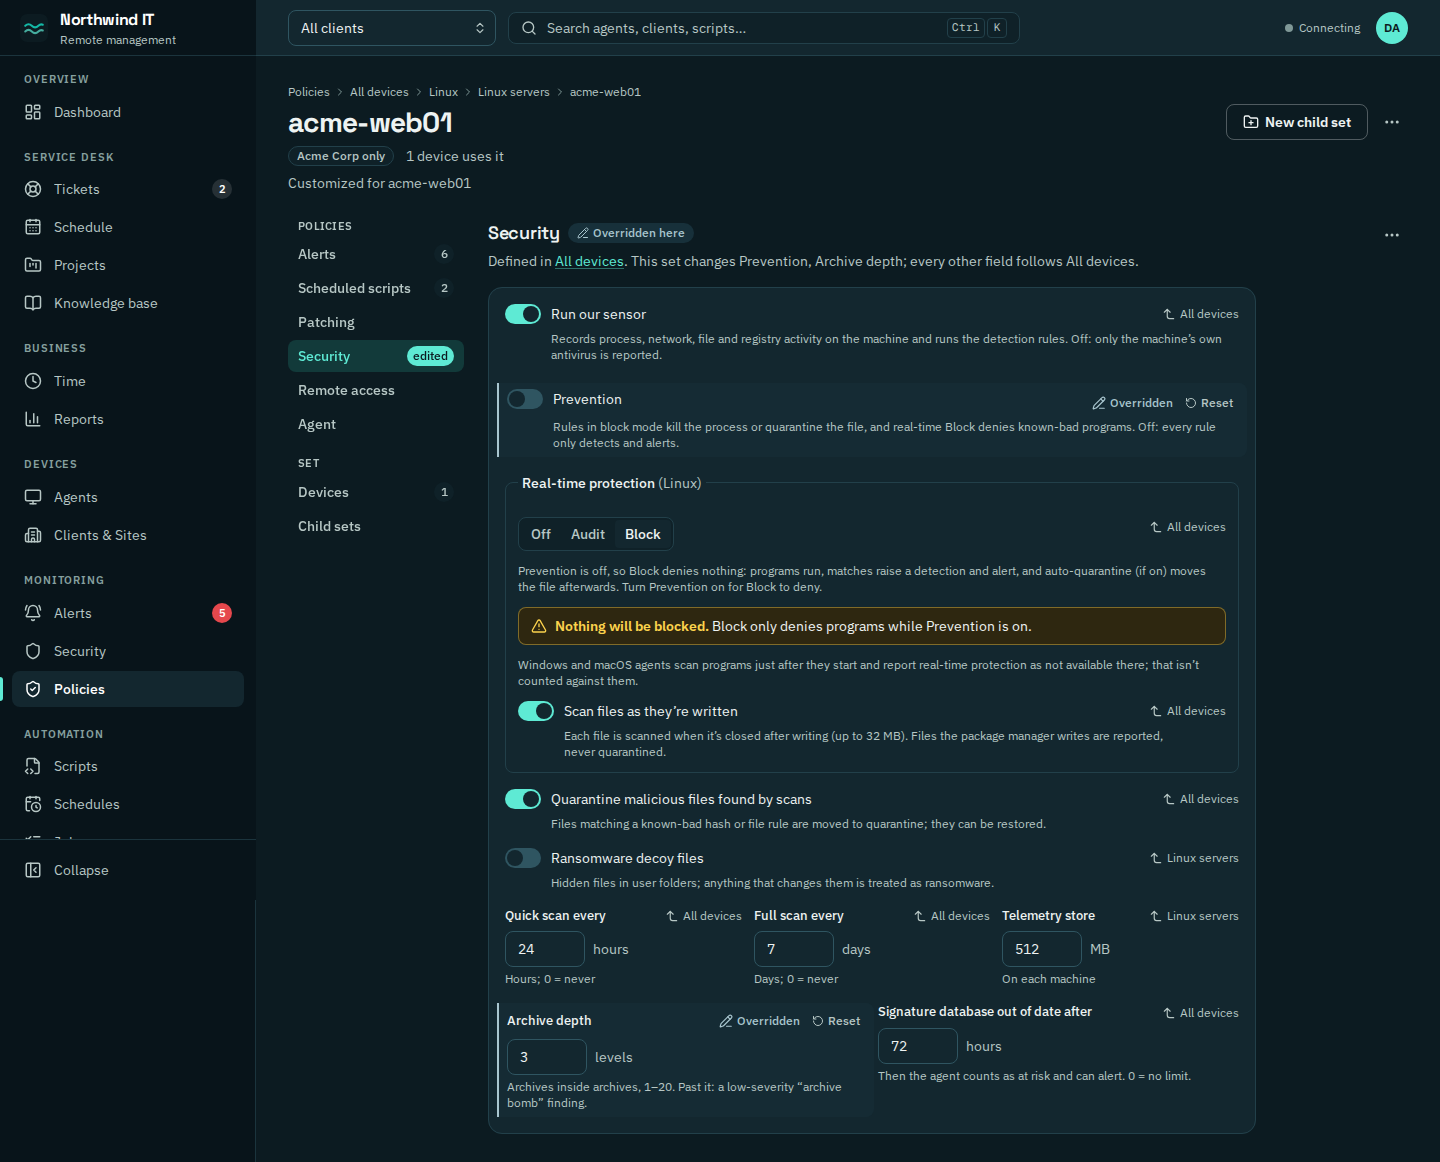 Northwind IT
Remote management
All clients
Search agents, clients, scripts...
Ctrl K
Connecting
DA
OVERVIEW
Dashboard
SERVICE DESK
Tickets 2
Schedule
Projects
Knowledge base
BUSINESS
Time
Reports
DEVICES
Agents
Clients & Sites
MONITORING
Alerts 5
Security
Policies
AUTOMATION
Scripts
Schedules
Collapse
Policies > All devices > Linux > Linux servers > acme-web01
acme-web01
New child set
Acme Corp only 1 device uses it
Customized for acme-web01
POLICIES
Alerts 6
Scheduled scripts 2
Patching
Security edited
Remote access
Agent
SET
Devices 1
Child sets
Security Overridden here
Defined in All devices. This set changes Prevention, Archive depth; every other field follows All devices.
Run our sensor All devices
Records process, network, file and registry activity on the machine and runs the detection rules. Off: only the machine’s own
antivirus is reported.
Prevention Overridden Reset
Rules in block mode kill the process or quarantine the file, and real-time Block denies known-bad programs. Off: every rule
only detects and alerts.
Real-time protection (Linux)
Off Audit Block All devices
Prevention is off, so Block denies nothing: programs run, matches raise a detection and alert, and auto-quarantine (if on) moves
the file afterwards. Turn Prevention on for Block to deny.
Nothing will be blocked. Block only denies programs while Prevention is on.
Windows and macOS agents scan programs just after they start and report real-time protection as not available there; that isn’t
counted against them.
Scan files as they’re written All devices
Each file is scanned when it’s closed after writing (up to 32 MB). Files the package manager writes are reported,
never quarantined.
Quarantine malicious files found by scans All devices
Files matching a known-bad hash or file rule are moved to quarantine; they can be restored.
Ransomware decoy files Linux servers
Hidden files in user folders; anything that changes them is treated as ransomware.
Quick scan every All devices Full scan every All devices Telemetry store Linux servers
24 hours 7 days 512 MB
Hours; 0 = never Days; 0 = never On each machine
Archive depth Overridden Reset
3 levels
Archives inside archives, 1–20. Past it: a low-severity “archive
bomb” finding.
Signature database out of date after All devices
72 hours
Then the agent counts as at risk and can alert. 0 = no limit.